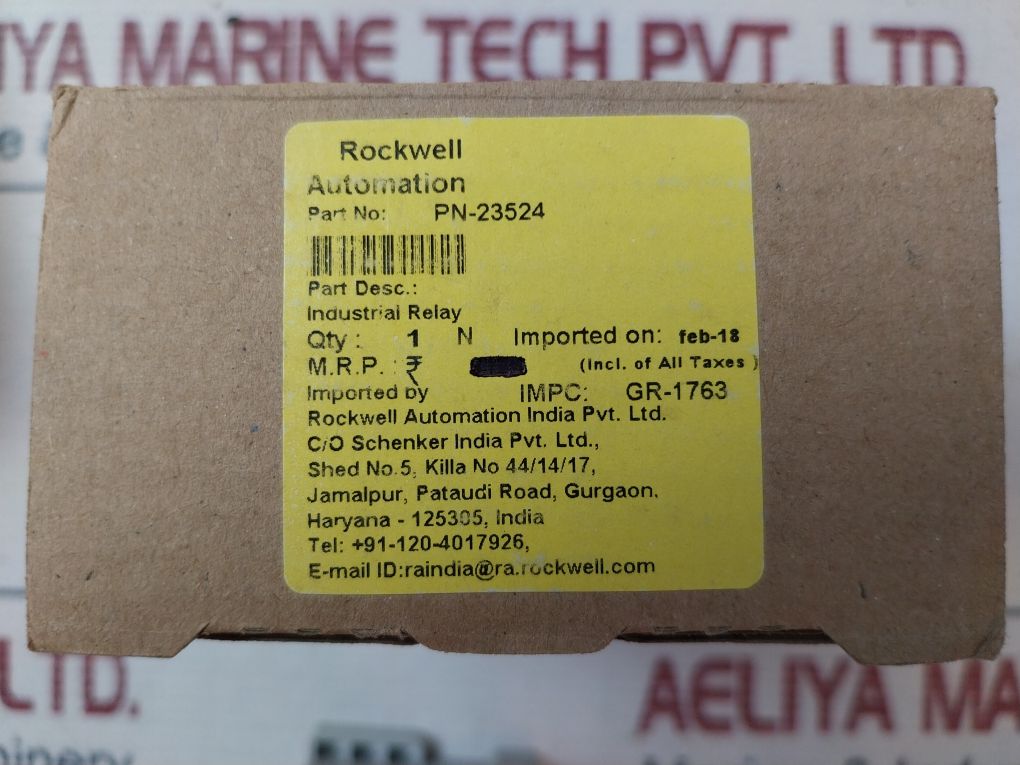 IYA MARINE TECH PVT. LTD
Rockwell
Automation
Part No: PN-23524
Part Desc.:
Industrial Relay
Qty : 1 N Imported on: feb-18
M.R.P. : ₹ (Incl. of All Taxes )
Imported by IMPC: GR-1763
Rockwell Automation India Pvt. Ltd.
C/O Schenker India Pvt. Ltd.,
Shed No.5, Killa No 44/14/17,
Jamalpur, Pataudi Road, Gurgaon.
Haryana - 125305, India
Tel: +91-120-4017926,
E-mail ID:raindia@ra.rockwell.com
LTD. AELIYA MA